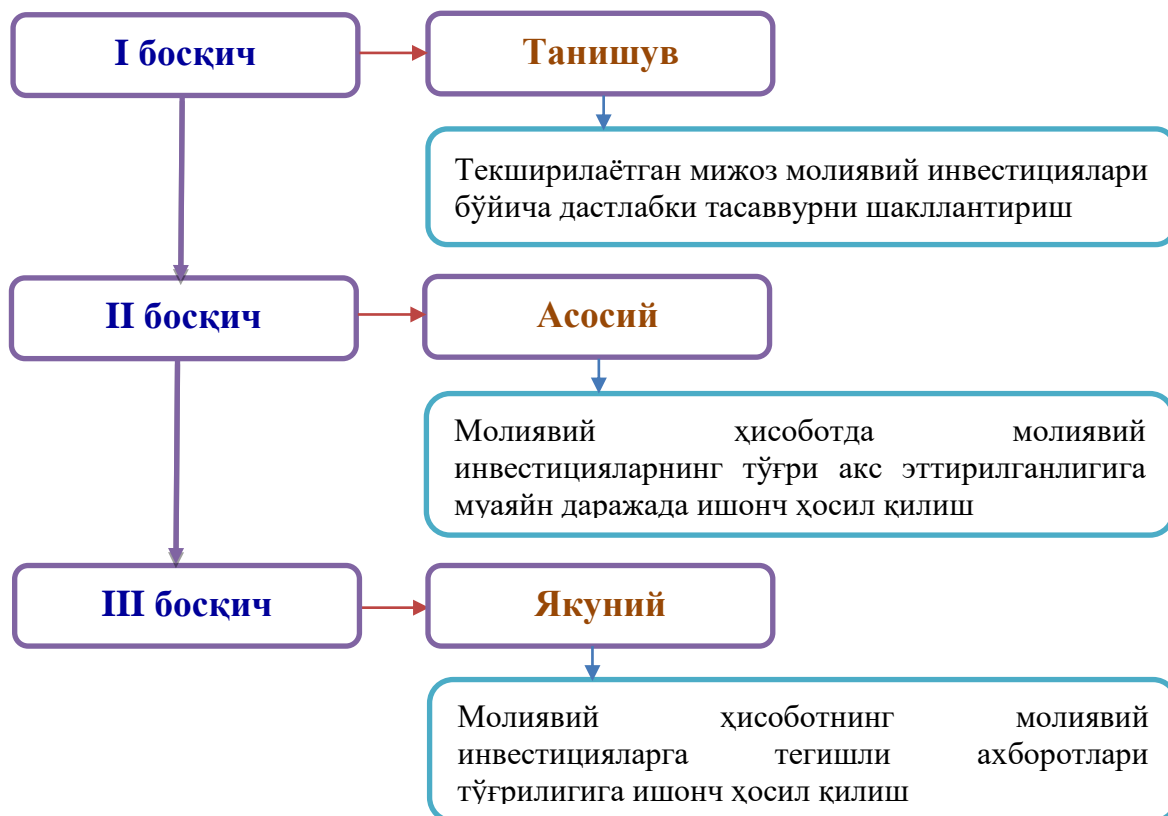 I босқич
Танишув
Текширилаётган мижоз молиявий инвестициялари
бўйича дастлабки тасаввурни шакллантириш
II босқич
Асосий
Молиявий ҳисоботда молиявий
инвестицияларнинг тўғри акс эттирилганлигига
муаяйн даражада ишонч ҳосил қилиш
III босқич
Якуний
Молиявий ҳисоботнинг молиявий
инвестицияларга тегишли ахборотлари
тўғрилигига ишонч ҳосил қилиш